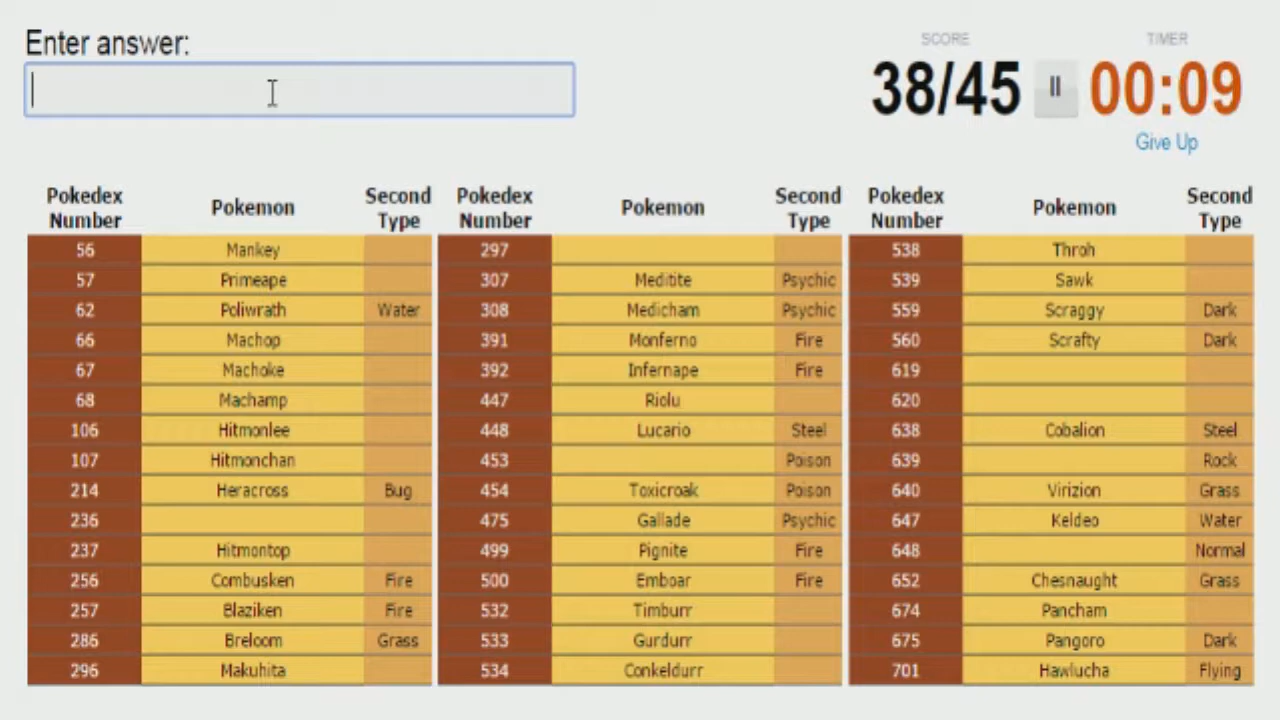 Enter answer:
SCORE
TIMER
38/45
00:09
Give Up
Pokedex Number Pokemon Second Type Pokedex Number Pokemon Second Type Pokedex Number Pokemon Second Type
56 Mankey 297 538 Throh
57 Primeape 307 Meditite Psychic 539 Sawk
62 Poliwrath Water 308 Medicham Psychic 559 Scraggy Dark
66 Machop 391 Monferno Fire 560 Scrafty Dark
67 Machoke 392 Infernape Fire 619
68 Machamp 447 Riolu 620
106 Hitmonlee 448 Lucario Steel 638 Cobalion Steel
107 Hitmonchan 453 Poison 639 Rock
214 Heracross Bug 454 Toxicroak Poison 640 Virizion Grass
236 475 Gallade Psychic 647 Keldeo Water
237 Hitmontop 499 Pignite Fire 648 Normal
256 Combusken Fire 500 Emboar Fire 652 Chesnaught Grass
257 Blaziken Fire 532 Timburr 674 Pancham
286 Breloom Grass 533 Gurdurr 675 Pangoro Dark
296 Makuhita 534 Conkeldurr 701 Hawlucha Flying